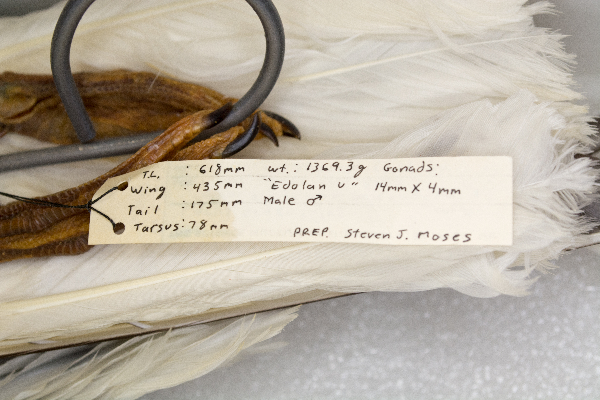 T.L. : 618mm wt.: 1369.3g Gonads:
Wing : 435mm "Edolan U" 14mm X 4mm
Tail : 175mm Male ♂
Tarsus: 78mm PREP. Steven J. Moses